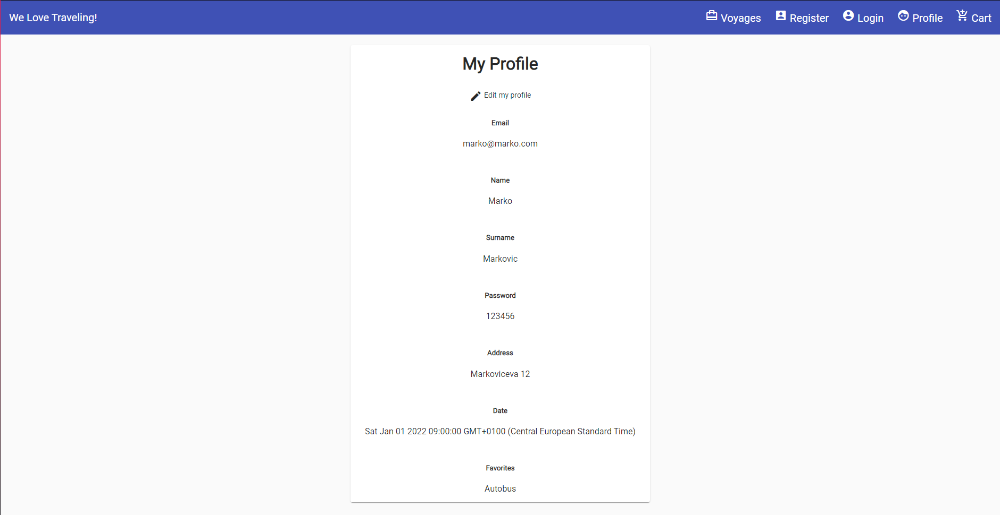 We Love Traveling!
Voyages Register Login Profile Cart
My Profile
Edit my profile
Email
marko@marko.com
Name
Marko
Surname
Markovic
Password
123456
Address
Markoviceva 12
Date
Sat Jan 01 2022 09:00:00 GMT+0100 (Central European Standard Time)
Favorites
Autobus